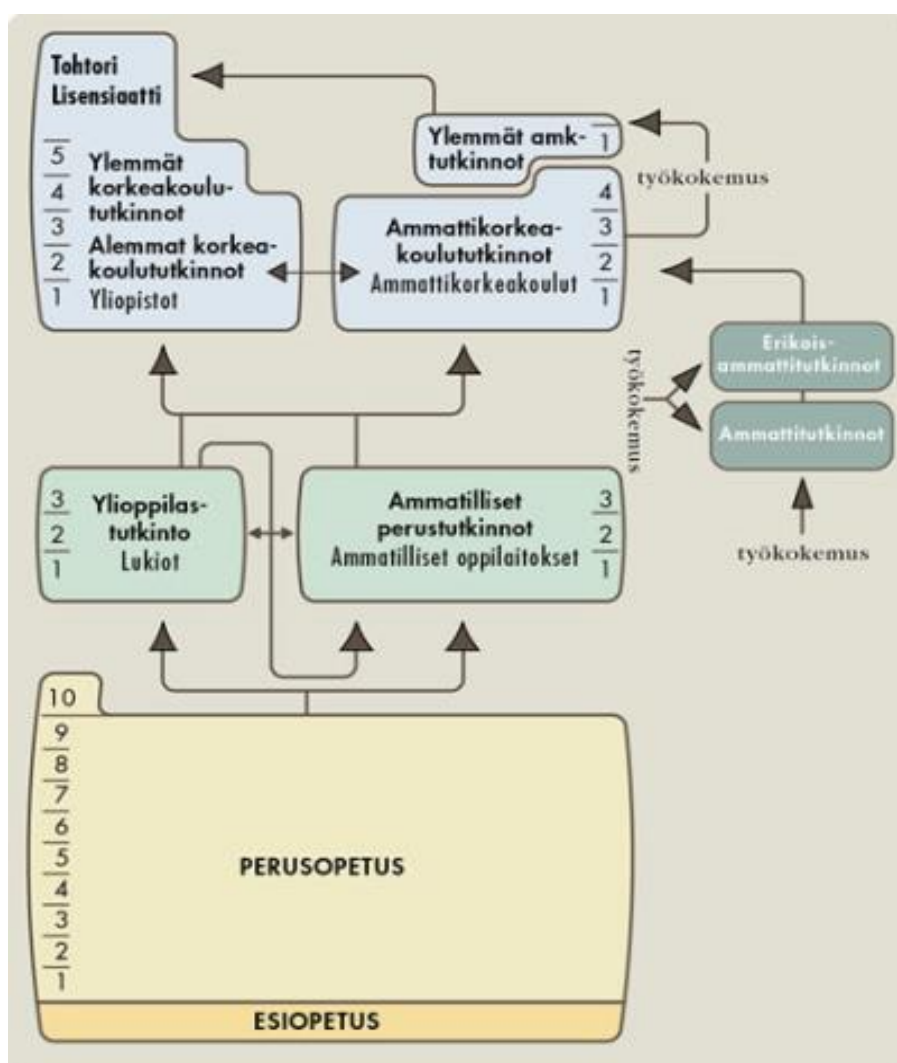 Tohtori
Lisensiaatti
5
4
3
2
1
Ylemmät
korkeakoulu-
tutkinnot
Alemmat korkea-
koulututkinnot
Yliopistot
Ylemmät amk-
tutkinnot
1
työkokemus
Ammattikorkea-
koulututkinnot
Ammattikorkeakoulut
4
3
2
1
työkokemus
Erikois-
ammattitutkinnot
Ammattitutkinnot
työkokemus
3
2
1
Ylioppilas-
tutkinto
Lukiot
Ammatilliset
perustutkinnot
Ammatilliset oppilaitokset
3
2
1
10
9
8
7
6
5
4
3
2
1
PERUSOPETUS
ESIOPETUS